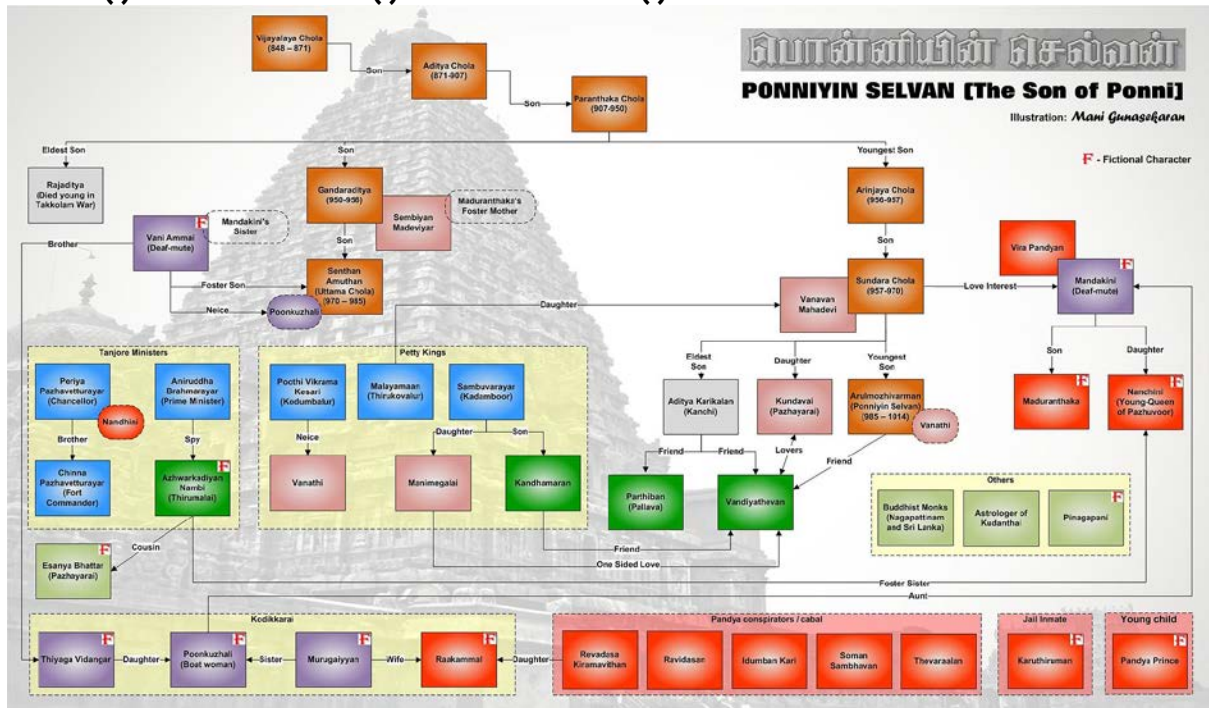 பொன்னியின் செல்வன்
PONNIYIN SELVAN [The Son of Ponni]
Illustration: Mani Gunasekaran
F - Fictional Character
Vijayalaya Chola
(848 – 871)
Son
Aditya Chola
(871-907)
Son
Paranthaka Chola
(907-950)
Eldest Son
Son
Youngest Son
Rajaditya
(Died young in
Takkolam War)
Gandaraditya
(950-956)
Sembiyan
Madeviyar
Maduranthaka's
Foster Mother
Arinjaya Chola
(956-957)
Brother
Vani Ammai
(Deaf-mute)
F
Mandakini's
Sister
Son
Son
Foster Son
Neice
Senthan
Amuthan
(Uttama Chola)
(970 – 985)
Poonkuzhali
Daughter
Vanavan
Mahadevi
Sundara Chola
(957-970)
Love Interest
Vira Pandyan
Mandakini
(Deaf-mute)
F
Tanjore Ministers
Periya
Pazhavetturayar
(Chancellor)
Nandhini
Aniruddha
Brahmarayar
(Prime Minister)
Brother
Spy
Chinna
Pazhavetturayar
(Fort
Commander)
Azhwarkadiyan
Nambi
(Thirumalai)
F
Petty Kings
Poothi Vikrama
Kesari
(Kodumbalur)
Malayamaan
(Thirukovalur)
Sambuvarayar
(Kadamboor)
Neice
Daughter
Son
Vanathi
Manimegalai
Kandhamaran
Eldest
Son
Daughter
Youngest
Son
Aditya Karikalan
(Kanchi)
Kundavai
(Pazhayarai)
F
Arulmozhivarman
(Ponniyin Selvan)
(985 – 1014)
Vanathi
Friend
Friend
Lovers
Friend
Parthiban
(Pallava)
Vandiyathevan
Son
Daughter
Maduranthaka
F
Nanchini
(Young-Queen
of Pazhuvoor)
F
Others
Buddhist Monks
(Nagapattinam
and Sri Lanka)
Astrologer of
Kudanthai
Pinagapani
F
Friend
One Sided Love
Cousin
Esanya Bhattar
(Pazhayarai)
F
Foster Sister
Aunt
Kodikkarai
Thiyaga Vidangar
F
Daughter
Poonkuzhali
(Boat woman)
F
Sister
Murugaiyyan
F
Wife
Raakammal
F
Daughter
Pandya conspirators / cabal
Revadasa
Kiramavithan
Ravidasan
Idumban Kari
Soman
Sambhavan
Thevaraalan
Jail Inmate
Karuthiruman
F
Young child
Pandya Prince
F